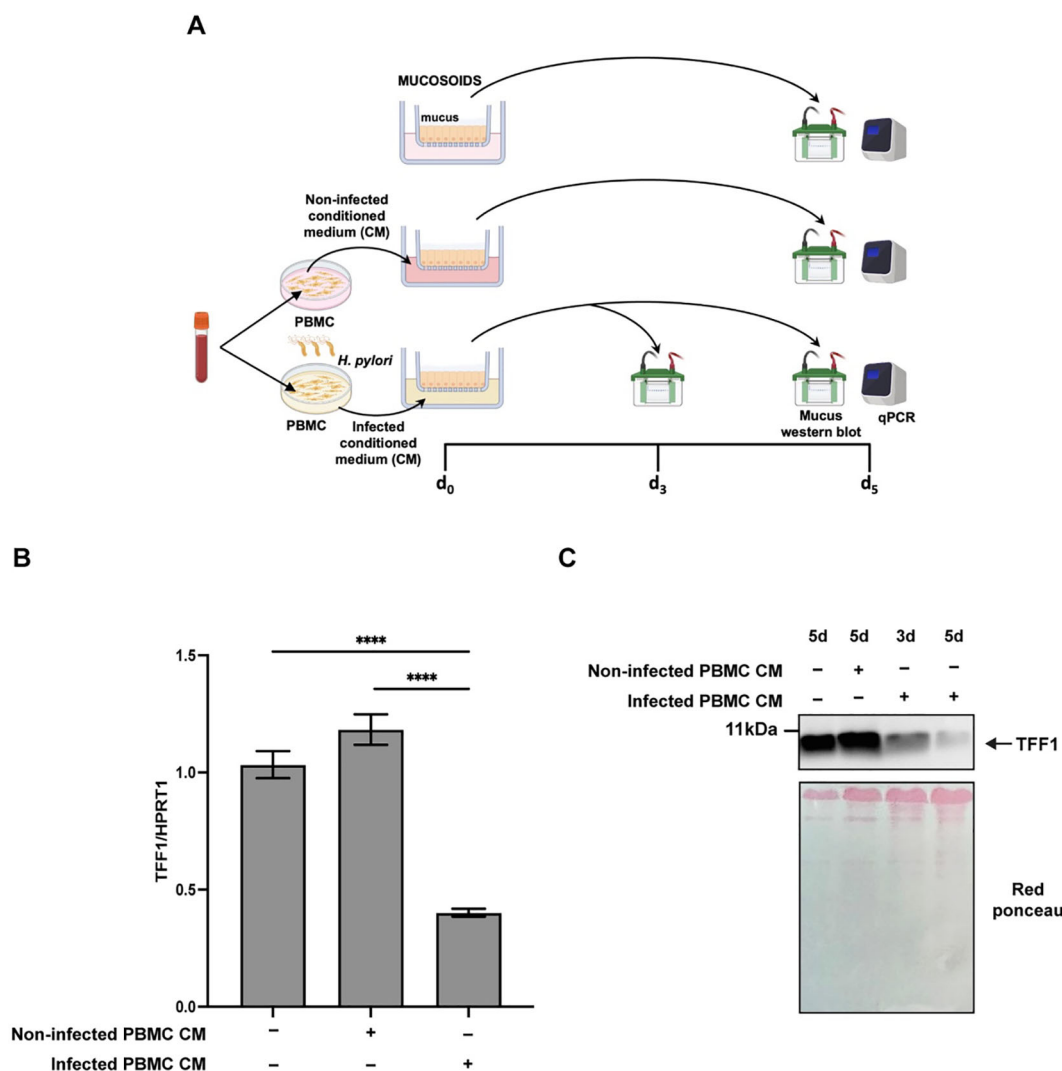 A
MUCOSOIDS
mucus
Non-infected
conditioned
medium (CM)
PBMC
H. pylori
PBMC
Infected
conditioned
medium (CM)
Mucus
western blot
qPCR
d0
d3
d5
B
****
****
1.5
1.0
0.5
0.0
TFF1/HPRT1
Non-infected PBMC CM – + –
Infected PBMC CM – – +
C
5d 5d 3d 5d
Non-infected PBMC CM – + – –
Infected PBMC CM – – + +
11kDa
TFF1
Red
ponceau